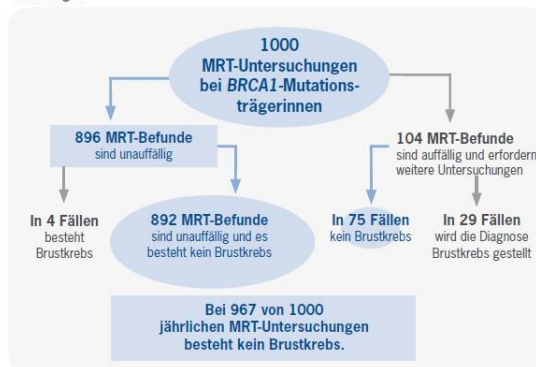 1000
MRT-Untersuchungen
bei BRCA1-Mutations-
trägerinnen
896 MRT-Befunde
sind unauffällig
104 MRT-Befunde
sind auffällig und erfordern
weitere Untersuchungen
In 4 Fällen
besteht
Brustkrebs
892 MRT-Befunde
sind unauffällig und es
besteht kein Brustkrebs
In 75 Fällen
kein Brustkrebs
In 29 Fällen
wird die Diagnose
Brustkrebs gestellt
Bei 967 von 1000
jährlichen MRT-Untersuchungen
besteht kein Brustkrebs.